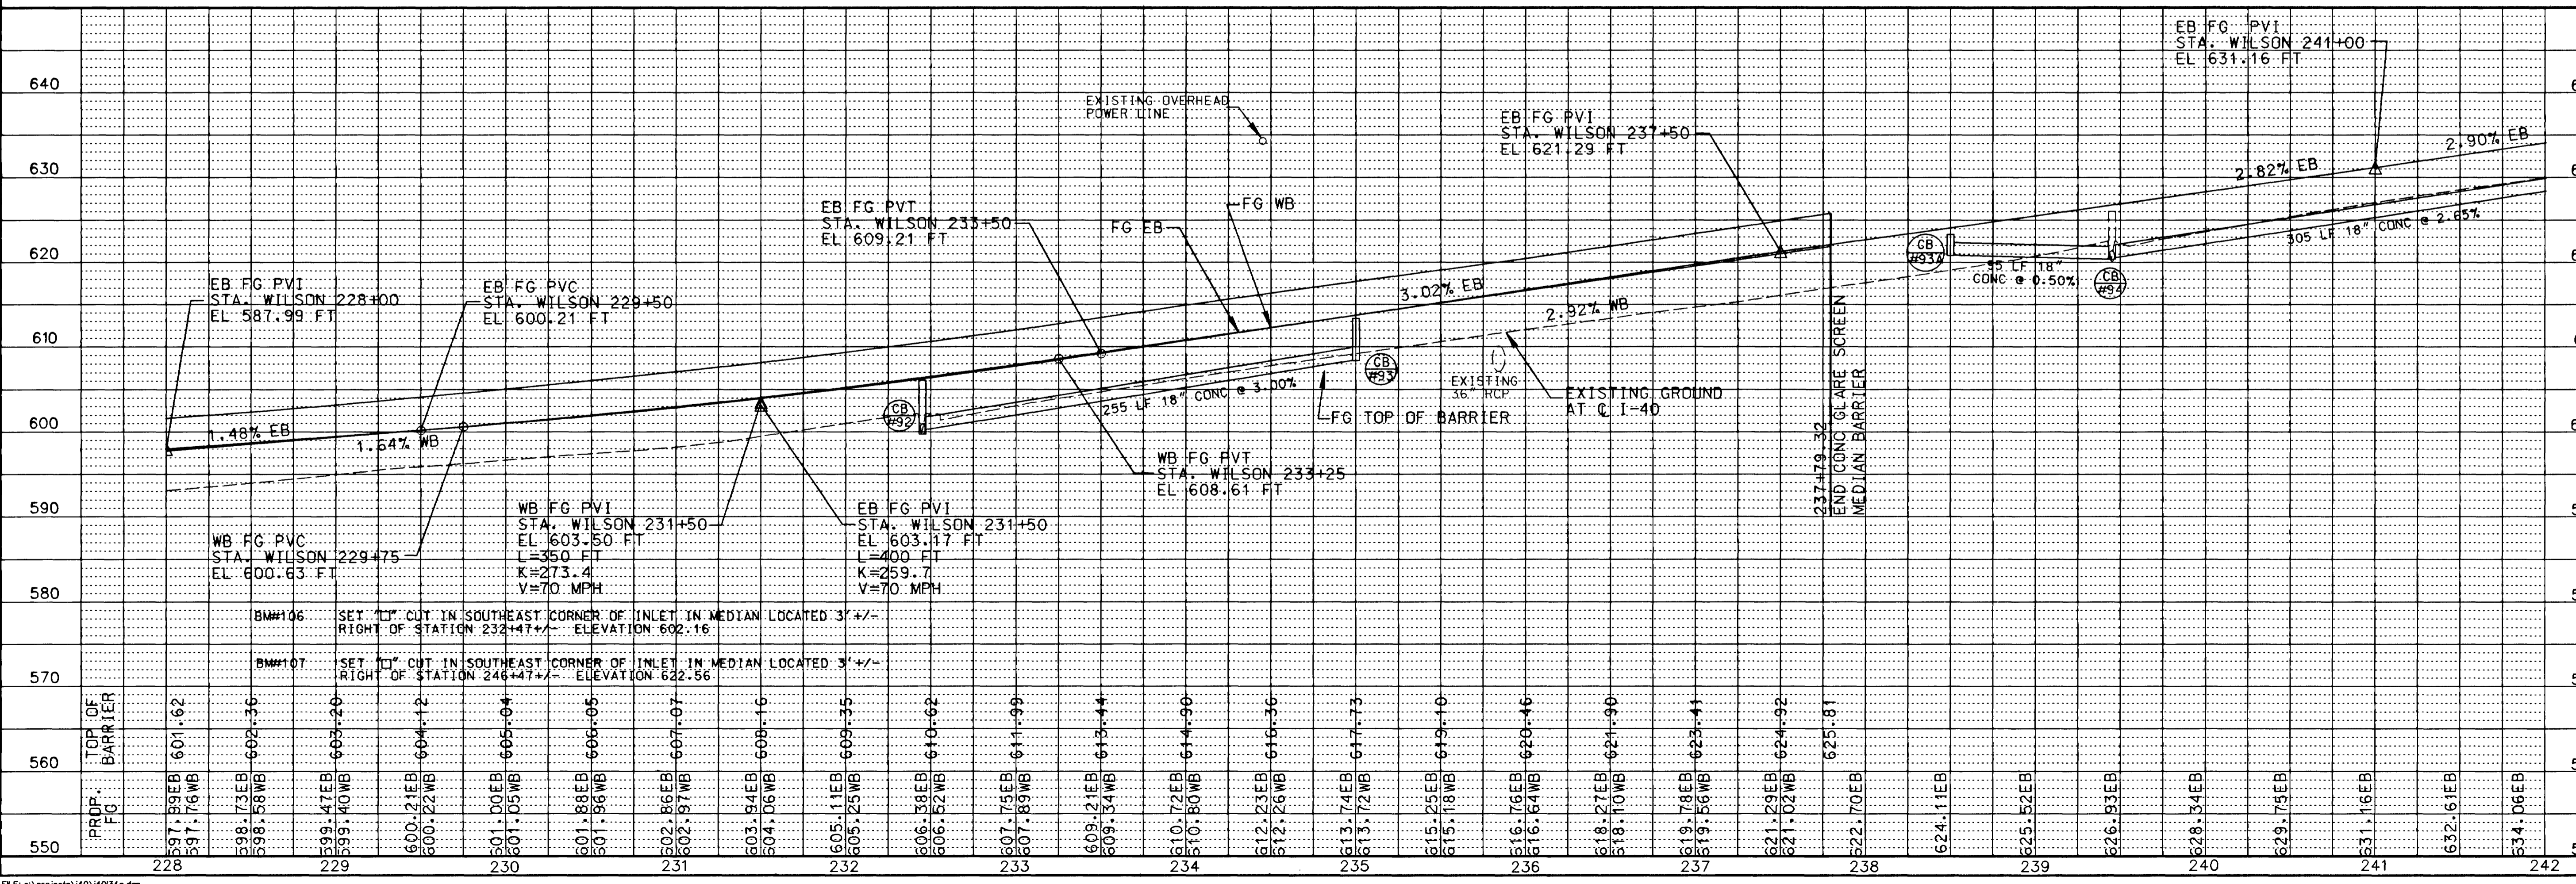 EB FG PVI
STA. WILSON 241+00
EL 631.16 FT
640
630
620
610
600
590
580
570
560
550
EXISTING OVERHEAD
POWER LINE
EB FG PVI
STA. WILSON 237+50
EL 621.29 FT
2.90% EB
2.82% EB
EB FG PVT
STA. WILSON 233+50
EL 609.21 FT
FG EB
FG WB
EB FG PVI
STA. WILSON 228+00
EL 587.99 FT
EB FG PVC
STA. WILSON 229+50
EL 600.21 FT
3.02% EB
2.92% WB
CB
#93A
95 LF 18"
CONC @ 0.50%
CB
#94
305 LF 18" CONC @ 2.65%
1.48% EB
1.64% WB
CB
#92
255 LF 18" CONC @ 3.00%
CB
#93
EXISTING
36" RCP
EXISTING GROUND
AT ℄ I-40
FG TOP OF BARRIER
237+79.32
END CONC GLARE SCREEN
MEDIAN BARRIER
WB FG PVT
STA. WILSON 233+25
EL 608.61 FT
WB FG PVC
STA. WILSON 229+75
EL 600.63 FT
WB FG PVI
STA. WILSON 231+50
EL 603.50 FT
L=350 FT
K=273.4
V=70 MPH
EB FG PVI
STA. WILSON 231+50
EL 603.17 FT
L=400 FT
K=259.7
V=70 MPH
BM#106 SET "□" CUT IN SOUTHEAST CORNER OF INLET IN MEDIAN LOCATED 3'+/-
RIGHT OF STATION 232+47+/- ELEVATION 602.16
BM#107 SET "□" CUT IN SOUTHEAST CORNER OF INLET IN MEDIAN LOCATED 3'+/-
RIGHT OF STATION 246+47+/- ELEVATION 622.56
TOP OF
BARRIER
601.62
602.36
603.20
604.12
605.04
606.05
607.07
608.16
609.35
610.62
611.99
613.44
614.90
616.36
617.73
619.10
620.46
621.90
623.41
624.92
625.81
PROP.
FG
597.99EB
597.76WB
598.73EB
598.58WB
599.47EB
599.40WB
600.21EB
600.22WB
601.00EB
601.05WB
601.88EB
601.96WB
602.86EB
602.97WB
603.94EB
604.06WB
605.11EB
605.25WB
606.38EB
606.52WB
607.75EB
607.89WB
609.21EB
609.34WB
610.72EB
610.80WB
612.23EB
612.26WB
613.74EB
613.72WB
615.25EB
615.18WB
616.76EB
616.64WB
618.27EB
618.10WB
619.78EB
619.56WB
621.29EB
621.02WB
622.70EB
624.11EB
625.52EB
626.93EB
628.34EB
629.75EB
631.16EB
632.61EB
634.06EB
228
229
230
231
232
233
234
235
236
237
238
239
240
241
242